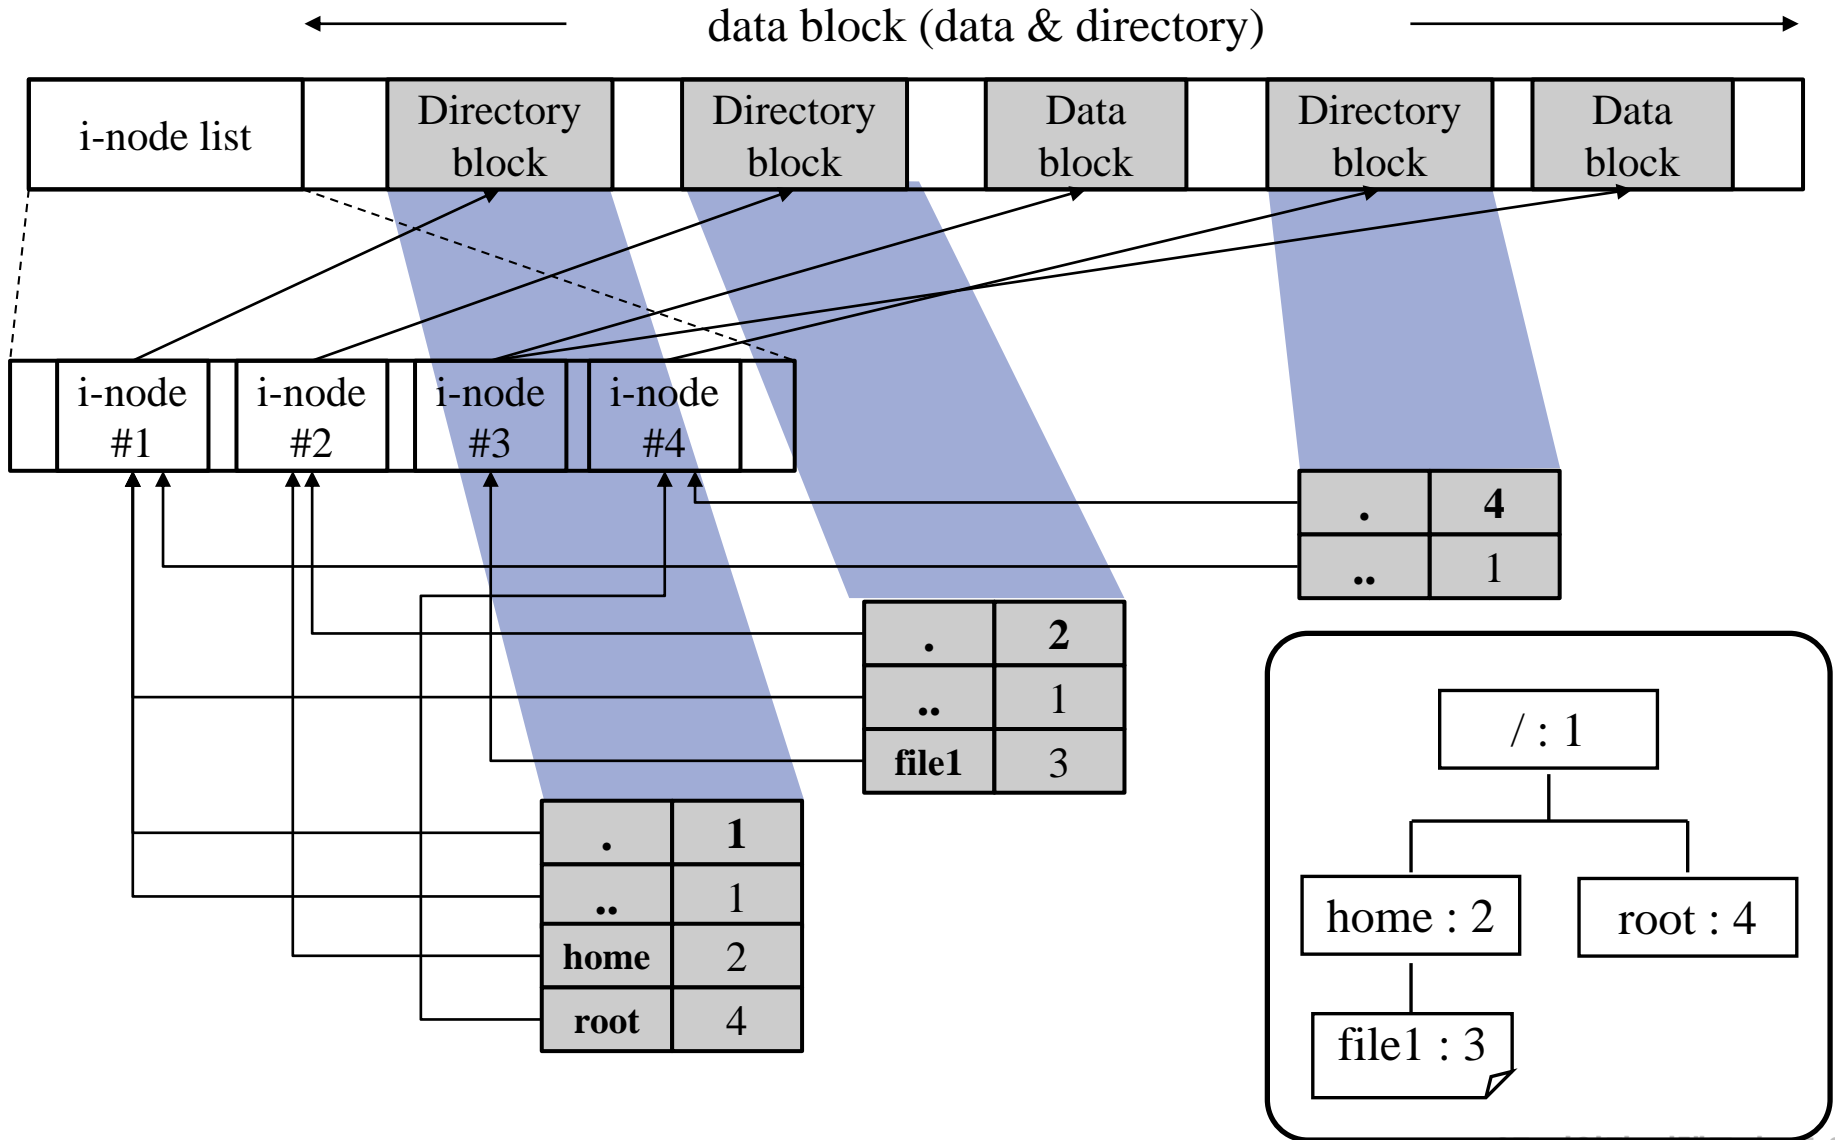 data block (data & directory)
i-node list
Directory
block
Directory
block
Data
block
Directory
block
Data
block
i-node
#1
i-node
#2
i-node
#3
i-node
#4
. 4
.. 1
. 2
.. 1
file1 3
. 1
.. 1
home 2
root 4
/ : 1
home : 2
root : 4
file1 : 3